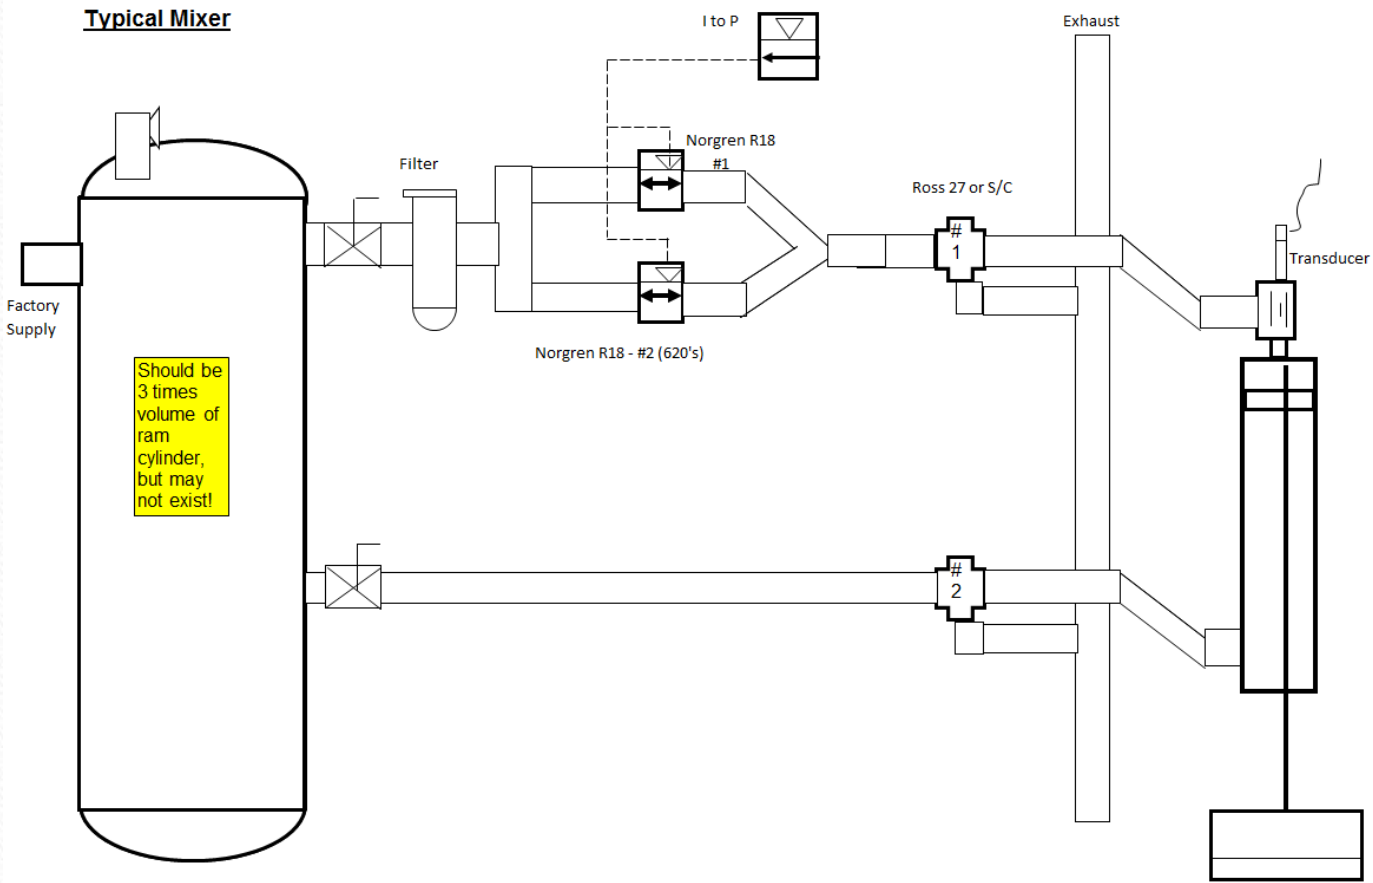 Typical Mixer
I to P
Exhaust
Norgren R18
#1
Filter
Ross 27 or S/C
#
1
Transducer
Factory
Supply
Norgren R18 - #2 (620's)
Should be
3 times
volume of
ram
cylinder,
but may
not exist!
#
2